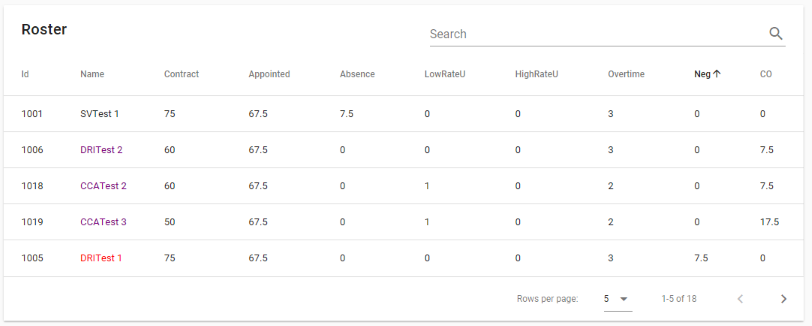 Roster
Search
Id Name Contract Appointed Absence LowRateU HighRateU Overtime Neg CO
1001 SVTest 1 75 67.5 7.5 0 0 3 0 0
1006 DRITest 2 60 67.5 0 0 0 3 0 7.5
1018 CCATest 2 60 67.5 0 1 0 2 0 7.5
1019 CCATest 3 50 67.5 0 1 0 2 0 17.5
1005 DRITest 1 75 67.5 0 0 0 3 7.5 0
Rows per page: 5 1-5 of 18